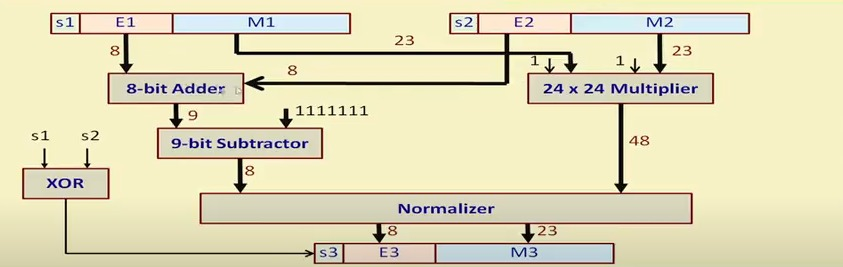 s1 E1 M1 s2 E2 M2
8 23 1 1 23
8
8-bit Adder 24 x 24 Multiplier
9 1111111
s1 s2 9-bit Subtractor 48
8
XOR
Normalizer
8 23
s3 E3 M3